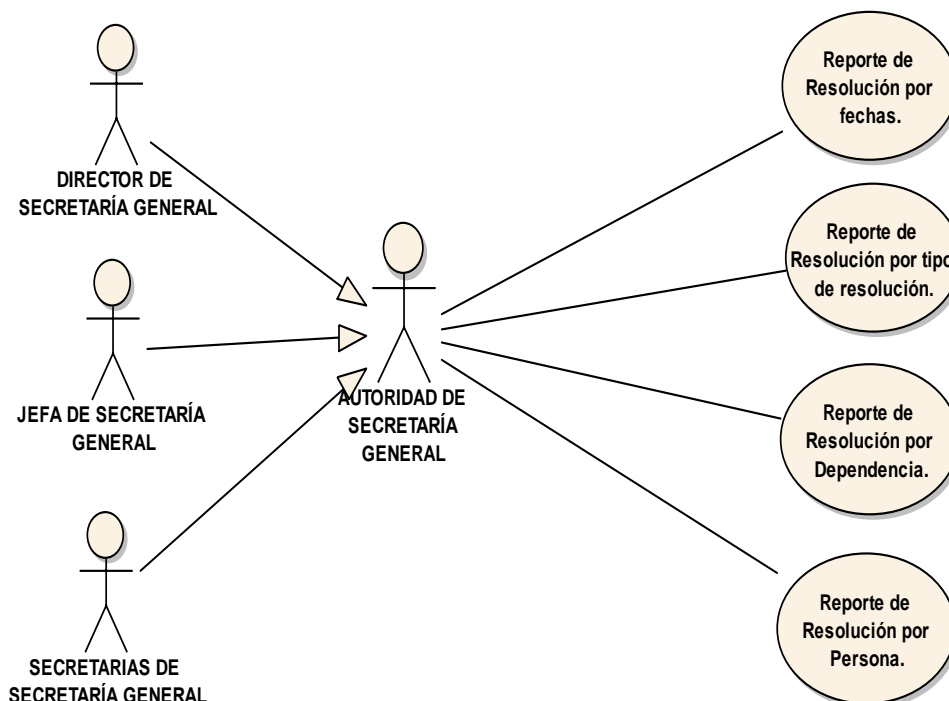 DIRECTOR DE
SECRETARÍA GENERAL
JEFA DE SECRETARÍA
GENERAL
SECRETARIAS DE
SECRETARÍA GENERAL
AUTORIDAD DE
SECRETARÍA
GENERAL
Reporte de
Resolución por
fechas.
Reporte de
Resolución por tipo
de resolución.
Reporte de
Resolución por
Dependencia.
Reporte de
Resolución por
Persona.